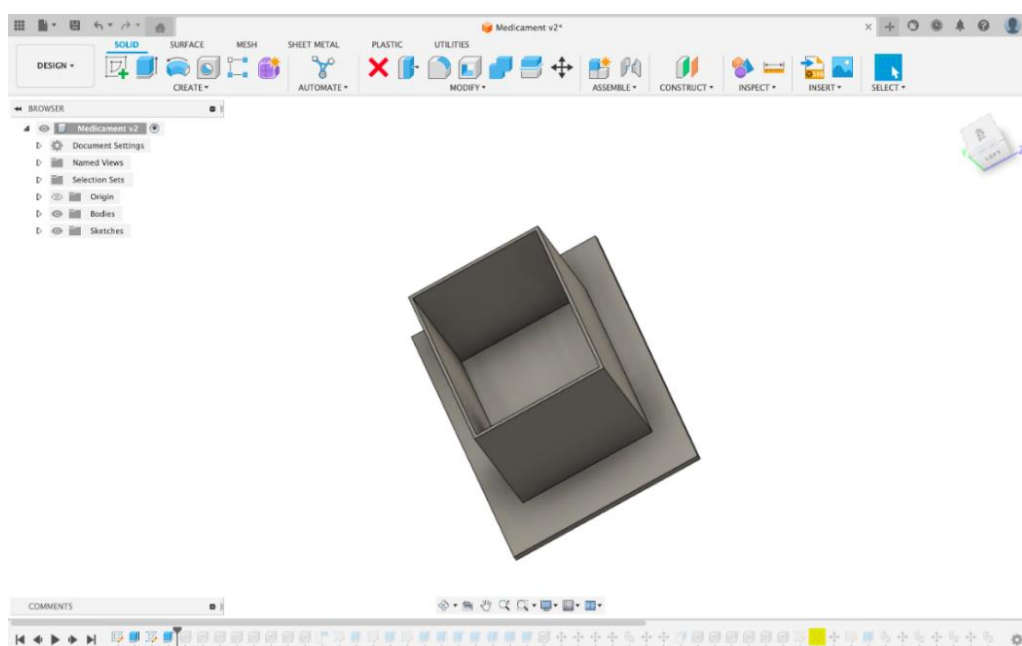 Medicament v2*
DESIGN
SOLID SURFACE MESH SHEET METAL PLASTIC UTILITIES
CREATE AUTOMATE MODIFY ASSEMBLE CONSTRUCT INSPECT INSERT SELECT
BROWSER
Medicament v2
Document Settings
Named Views
Selection Sets
Origin
Bodies
Sketches
LEFT
COMMENTS